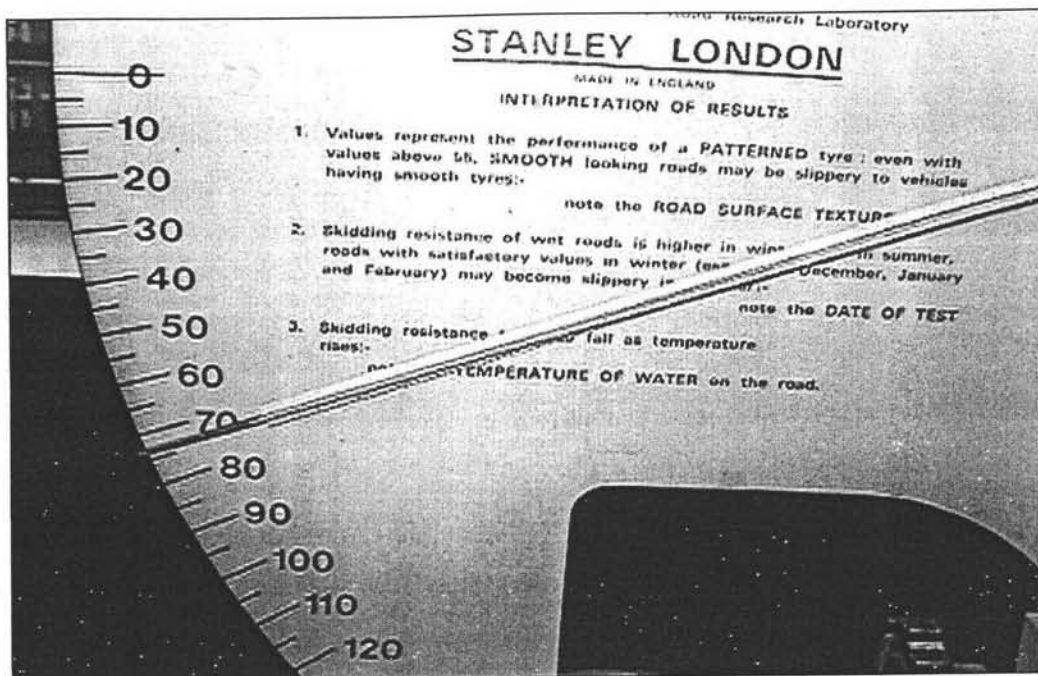 Road Research Laboratory
STANLEY LONDON
MADE IN ENGLAND
INTERPRETATION OF RESULTS
1. Values represent the performance of a PATTERNED tyre ; even with
values above 55, SMOOTH looking roads may be slippery to vehicles
having smooth tyres:-
note the ROAD SURFACE TEXTURE
2. Skidding resistance of wet roads is higher in in summer,
roads with satisfactory values in winter December, January
and February) may become slippery
note the DATE OF TEST
3. Skidding resistance fall as temperature
rises:-
TEMPERATURE OF WATER on the road.
0
10
20
30
40
50
60
70
80
90
100
110
120